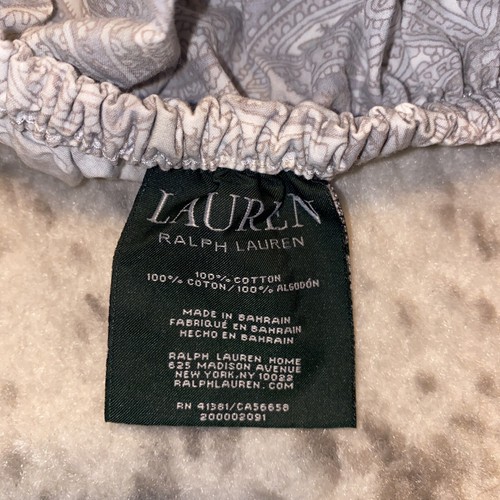 LAUREN
RALPH LAUREN
100% COTTON
100% COTON/100% ALGODÓN
MADE IN BAHRAIN
FABRIQUÉ EN BAHRAIN
HECHO EN BAHRAIN
RALPH LAUREN HOME
625 MADISON AVENUE
NEW YORK,NY 10022
RALPHLAUREN.COM
RN 41381/CA56658
200002091